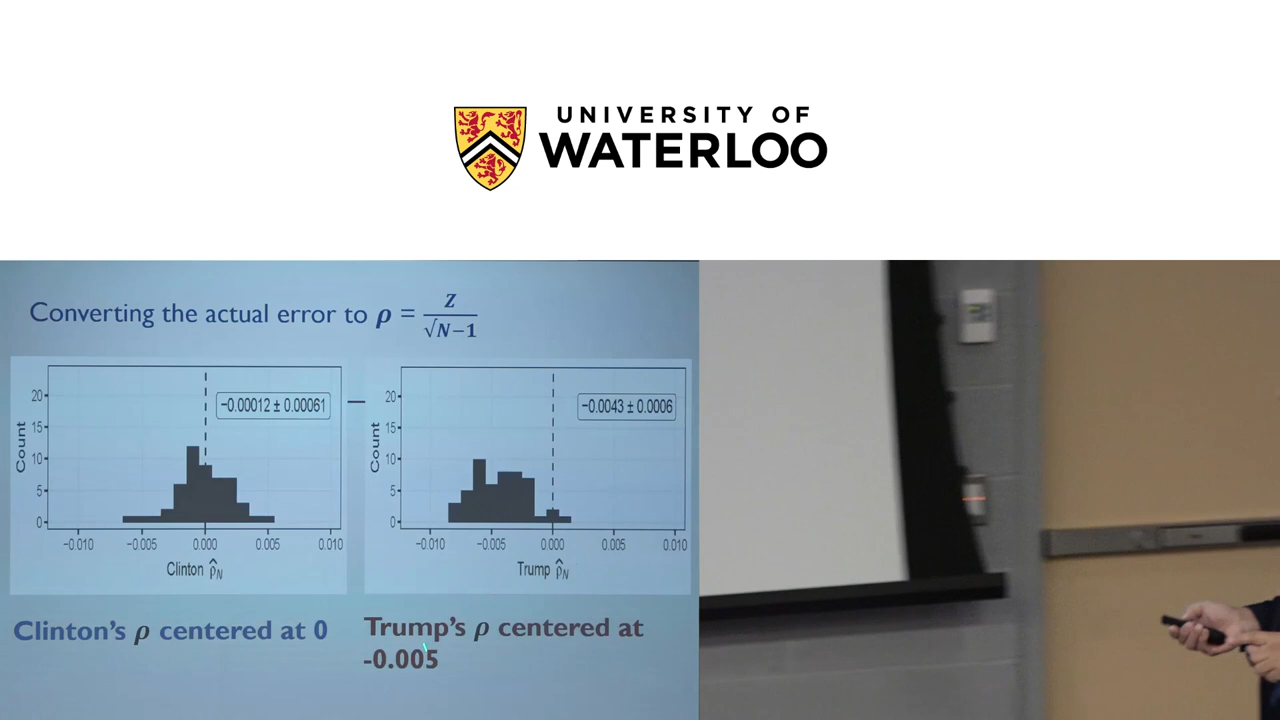 UNIVERSITY OF
WATERLOO
Converting the actual error to ρ = Z / √N−1
20
15
10
5
0
Count
−0.00012 ± 0.00061
−0.010 −0.005 0.000 0.005 0.010
Clinton ρ̂N
20
15
10
5
0
Count
−0.0043 ± 0.0006
−0.010 −0.005 0.000 0.005 0.010
Trump ρ̂N
Clinton's ρ centered at 0
Trump's ρ centered at
-0.005